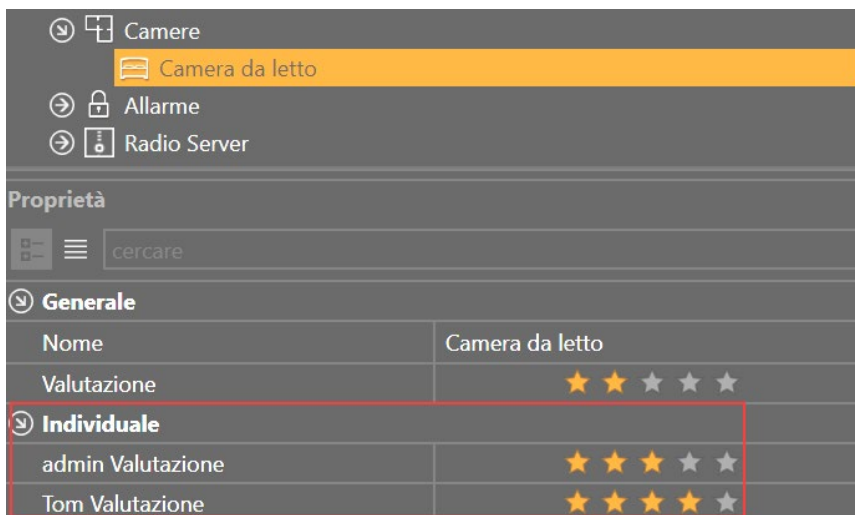 Camere
Camera da letto
Allarme
Radio Server
Proprietà
cercare
Generale
Nome Camera da letto
Valutazione
Individuale
admin Valutazione
Tom Valutazione